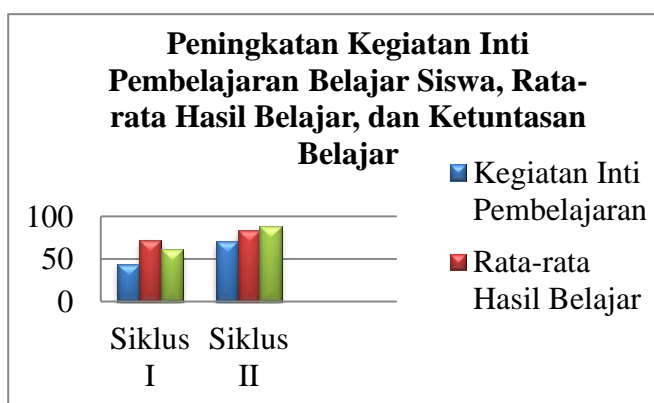 Peningkatan Kegiatan Inti
Pembelajaran Belajar Siswa, Rata-
rata Hasil Belajar, dan Ketuntasan
Belajar
Kegiatan Inti
Pembelajaran
Rata-rata
Hasil Belajar
100
50
0
Siklus
I
Siklus
II